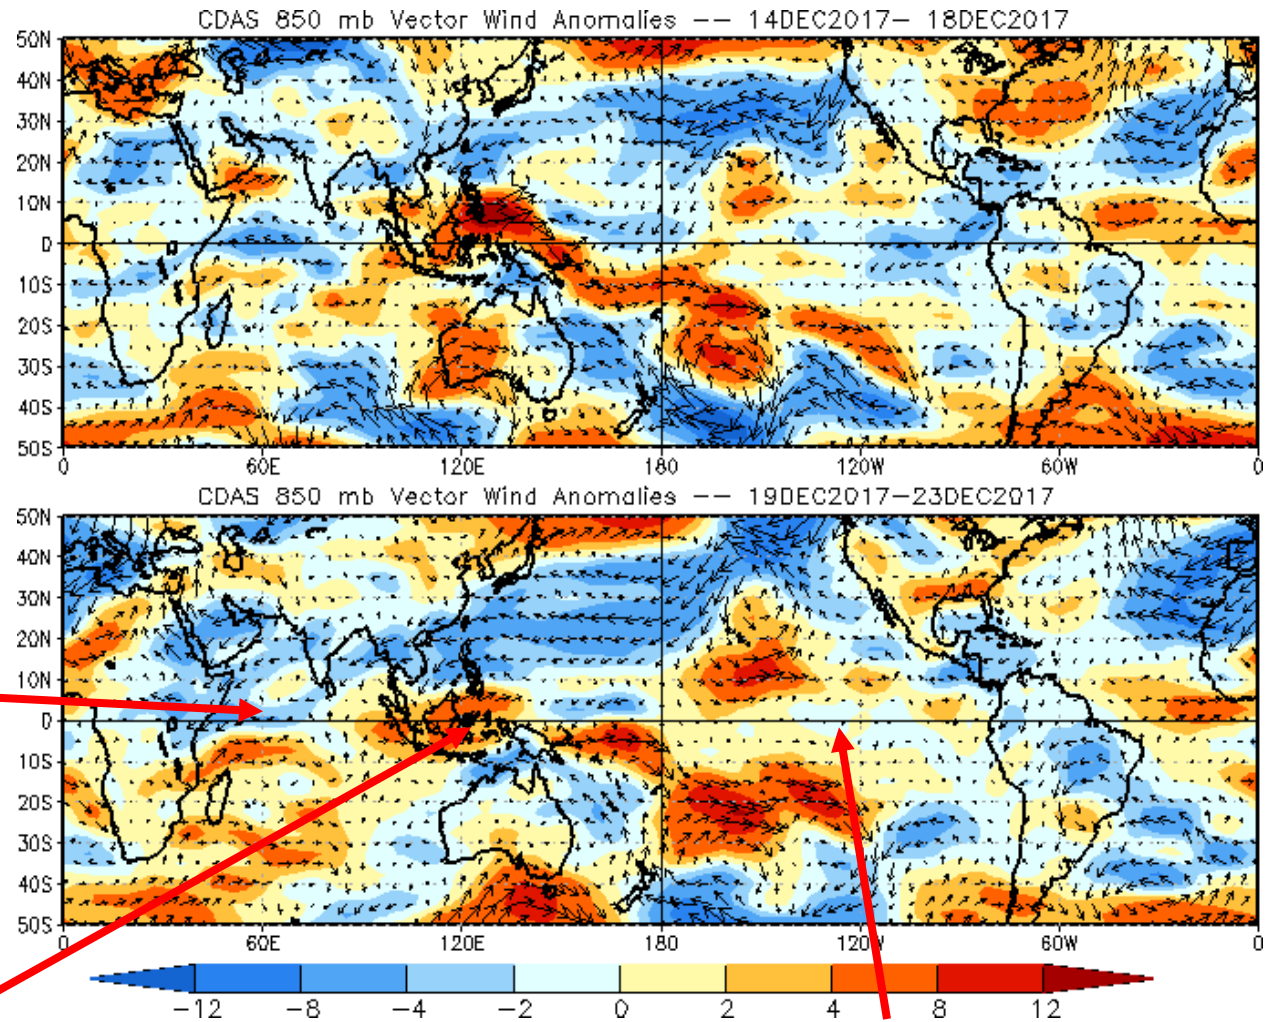 CDAS 850 mb Vector Wind Anomalies -- 14DEC2017- 18DEC2017
50N
40N
30N
20N
10N
0
10S
20S
30S
40S
50S
0 60E 120E 180 120W 60W 0
CDAS 850 mb Vector Wind Anomalies -- 19DEC2017-23DEC2017
50N
40N
30N
20N
10N
0
10S
20S
30S
40S
50S
0 60E 120E 180 120W 60W 0
-12 -8 -4 -2 0 2 4 8 12